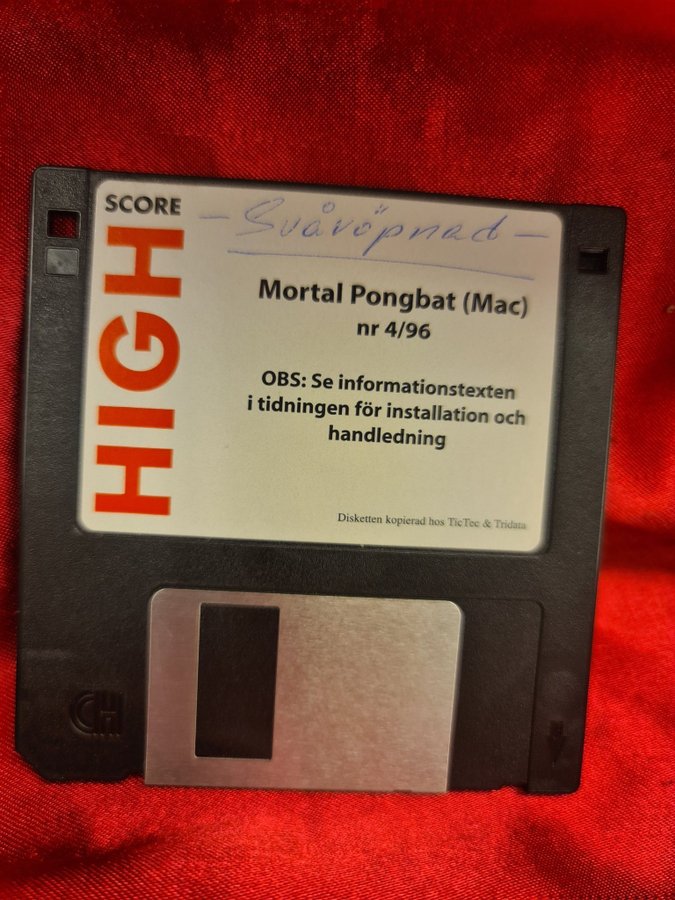 SCORE
HIGH
- Svåröpnad -
Mortal Pongbat (Mac)
nr 4/96
OBS: Se informationstexten
i tidningen för installation och
handledning
Disketten kopierad hos TicTec & Tridata